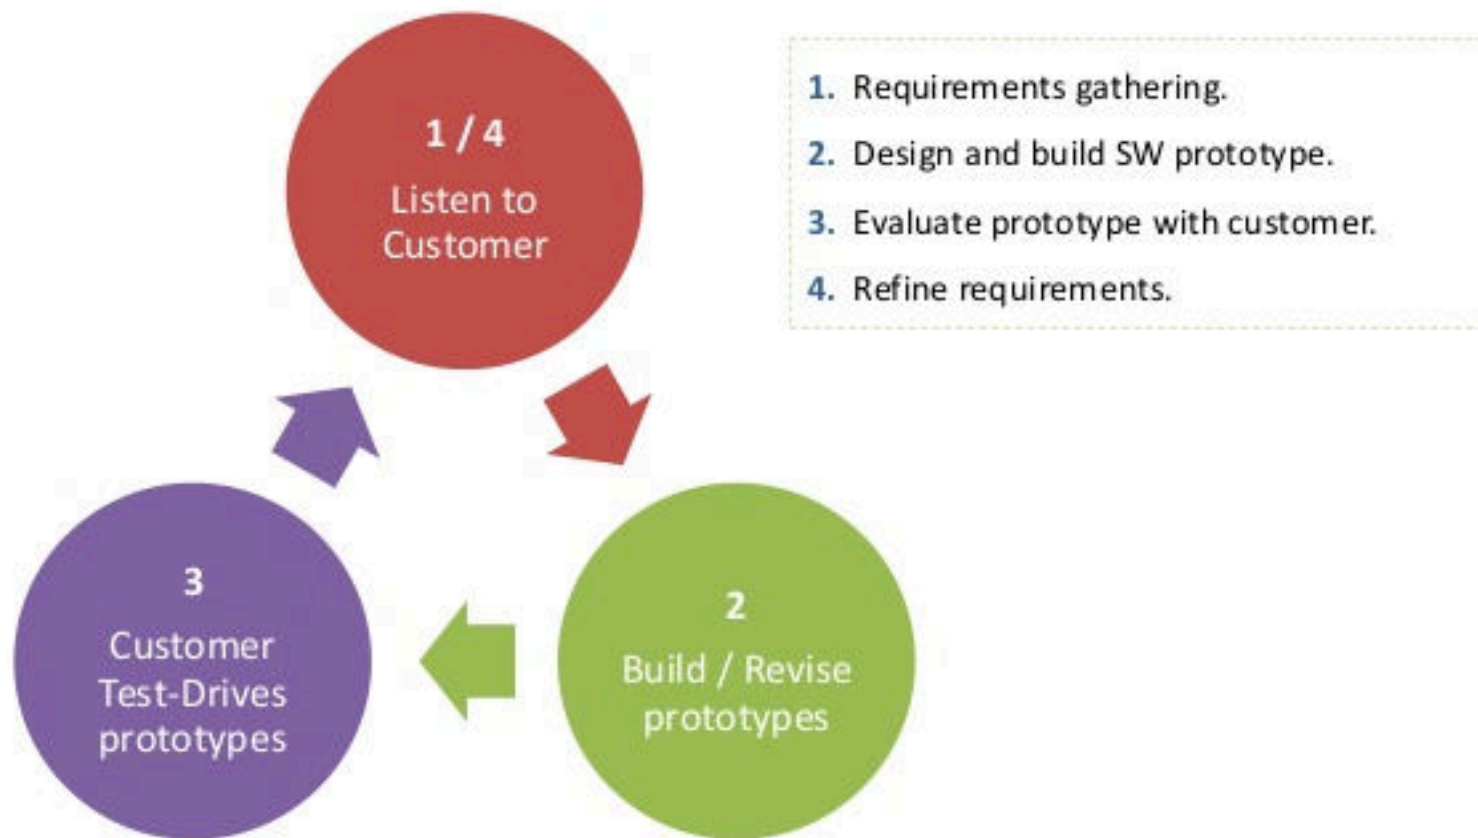 1 / 4
Listen to
Customer
1. Requirements gathering.
2. Design and build SW prototype.
3. Evaluate prototype with customer.
4. Refine requirements.
2
Build / Revise
prototypes
3
Customer
Test-Drives
prototypes